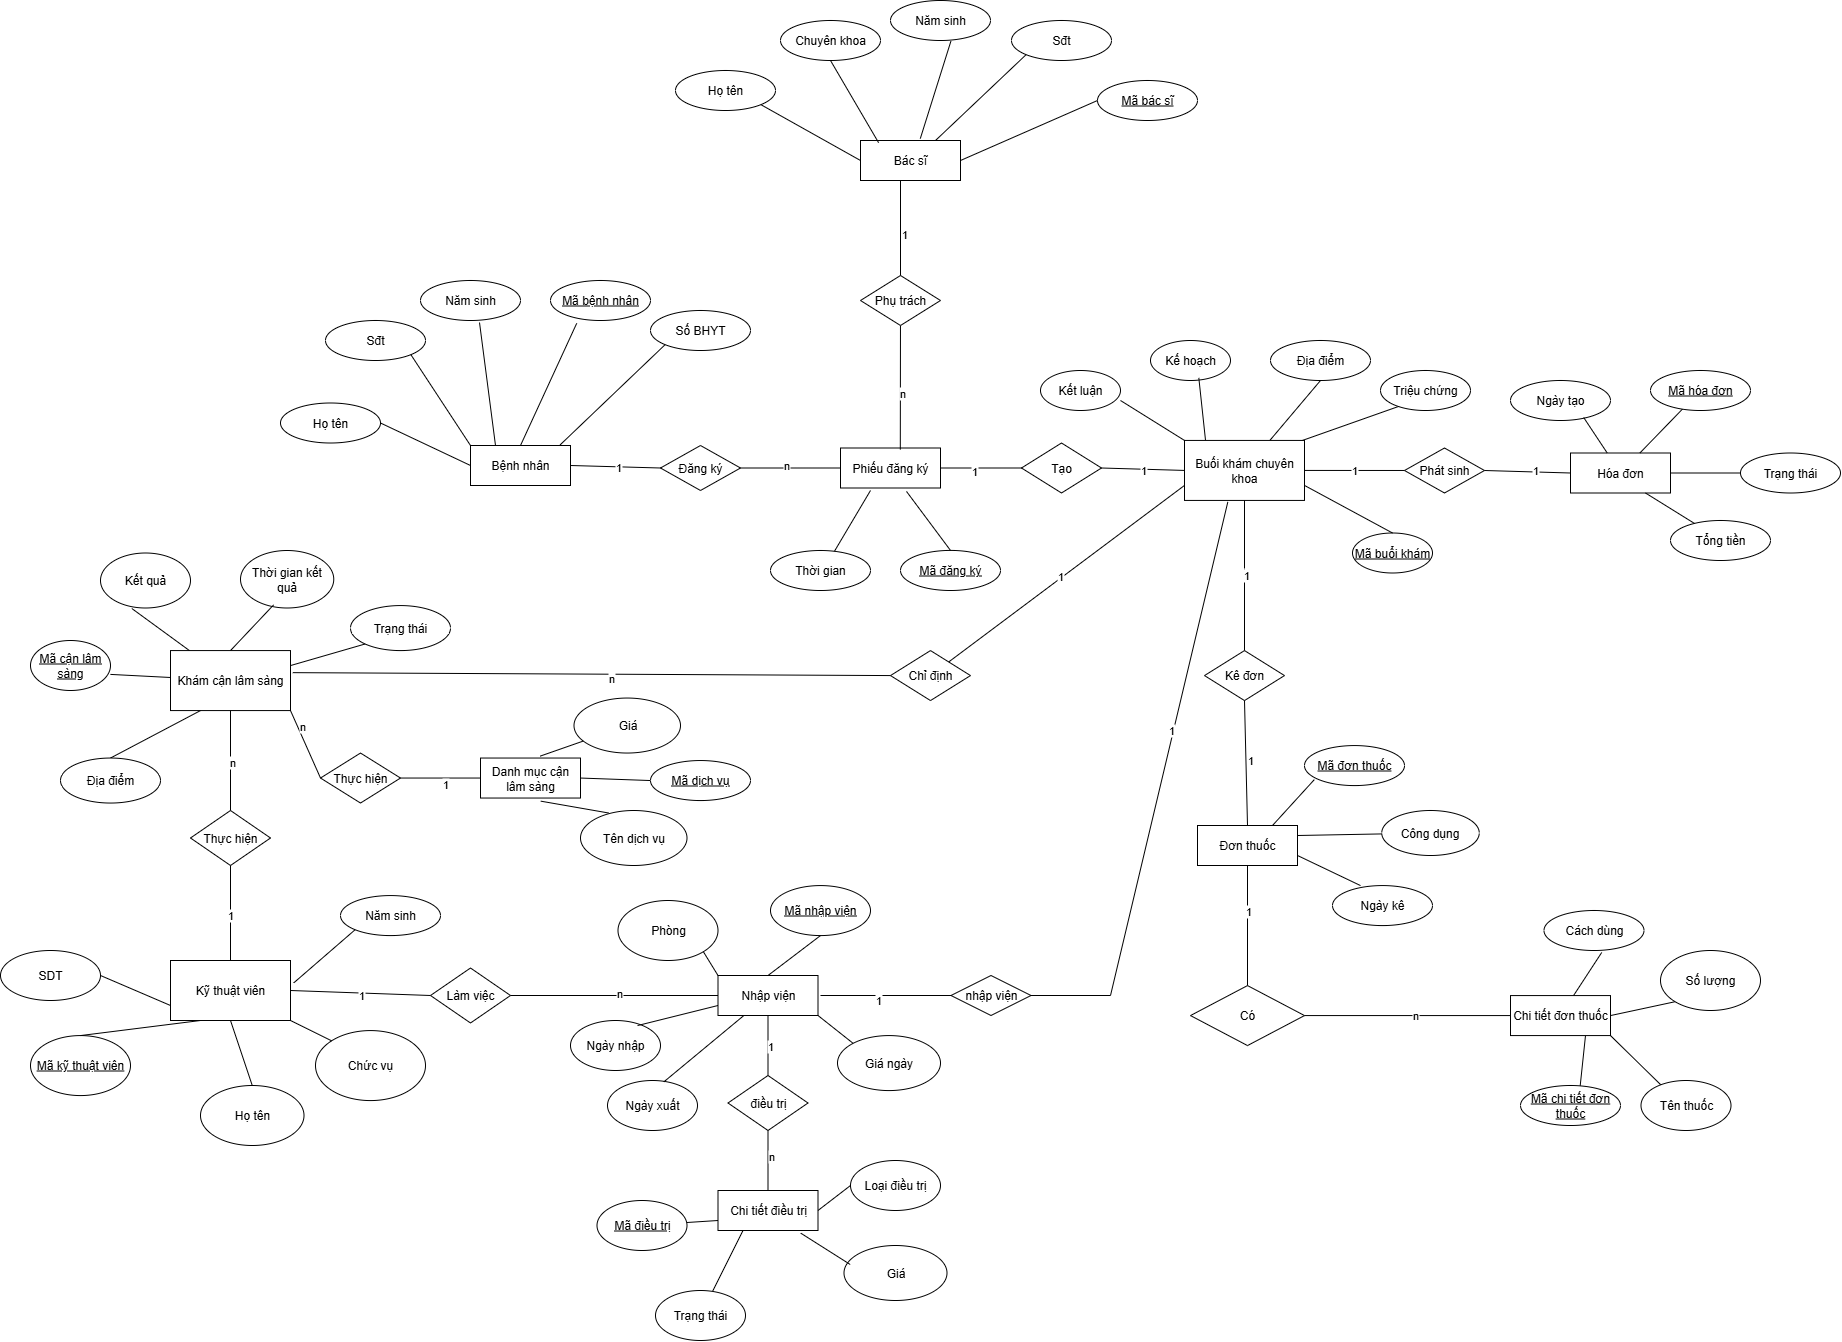 Năm sinh
Chuyên khoa
Sđt
Họ tên
Mã bác sĩ
Bác sĩ
1
Phụ trách
n
Năm sinh
Mã bệnh nhân
Số BHYT
Sđt
Họ tên
Bệnh nhân
1
Đăng ký
n
Phiếu đăng ký
1
Tạo
1
Thời gian
Mã đăng ký
Kế hoạch
Địa điểm
Kết luận
Triệu chứng
Buổi khám chuyên
khoa
Mã buổi khám
1
Phát sinh
1
Mã hóa đơn
Ngày tạo
Hóa đơn
Trạng thái
Tổng tiền
1
Chỉ định
n
Kết quả
Thời gian kết
quả
Trạng thái
Mã cận lâm
sàng
Khám cận lâm sàng
Địa điểm
n
Thực hiện
1
Giá
Danh mục cận
lâm sàng
Mã dịch vụ
Tên dịch vụ
n
Thực hiện
1
1
Kê đơn
1
Mã đơn thuốc
Đơn thuốc
Công dụng
Ngày kê
1
Có
n
Cách dùng
Số lượng
Chi tiết đơn thuốc
Mã chi tiết đơn
thuốc
Tên thuốc
Năm sinh
SDT
Kỹ thuật viên
Mã kỹ thuật viên
Chức vụ
Họ tên
1
Làm việc
n
Phòng
Mã nhập viện
Nhập viện
1
nhập viện
1
Ngày nhập
Giá ngày
Ngày xuất
1
điều trị
n
Loại điều trị
Chi tiết điều trị
Mã điều trị
Giá
Trạng thái